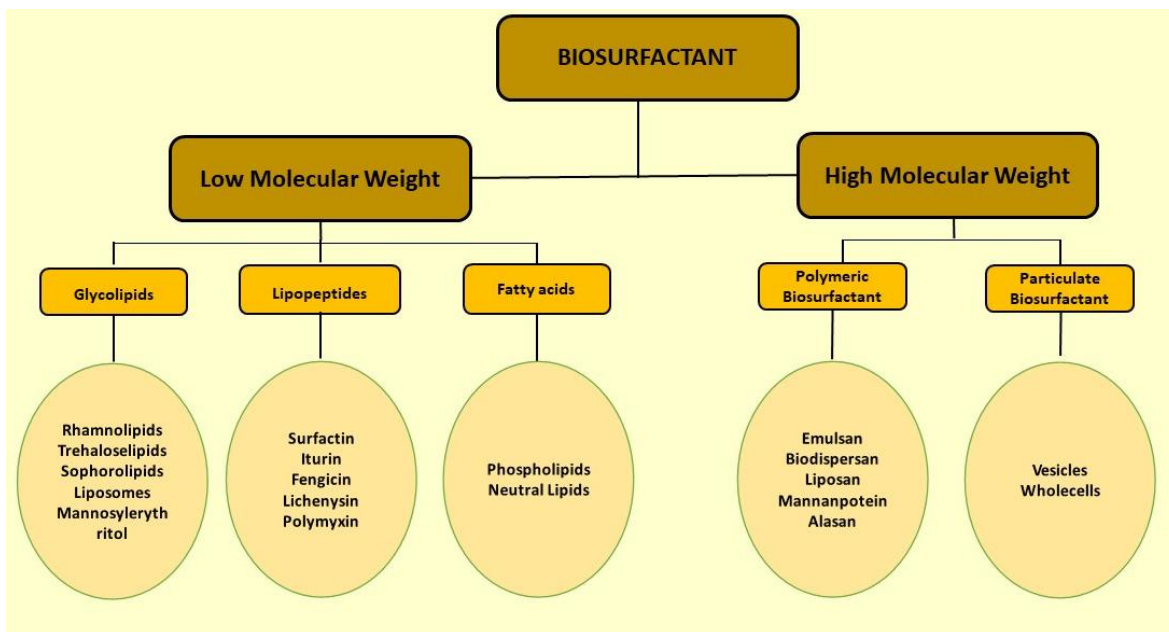 BIOSURFACTANT
Low Molecular Weight
High Molecular Weight
Glycolipids
Lipopeptides
Fatty acids
Polymeric
Biosurfactant
Particulate
Biosurfactant
Rhamnolipids
Trehaloselipids
Sophorolipids
Liposomes
Mannosyleryth
ritol
Surfactin
Iturin
Fengicin
Lichenysin
Polymyxin
Phospholipids
Neutral Lipids
Emulsan
Biodispersan
Liposan
Mannanpotein
Alasan
Vesicles
Wholecells